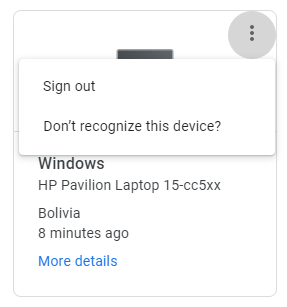 Sign out
Don’t recognize this device?
Windows
HP Pavilion Laptop 15-cc5xx
Bolivia
8 minutes ago
More details